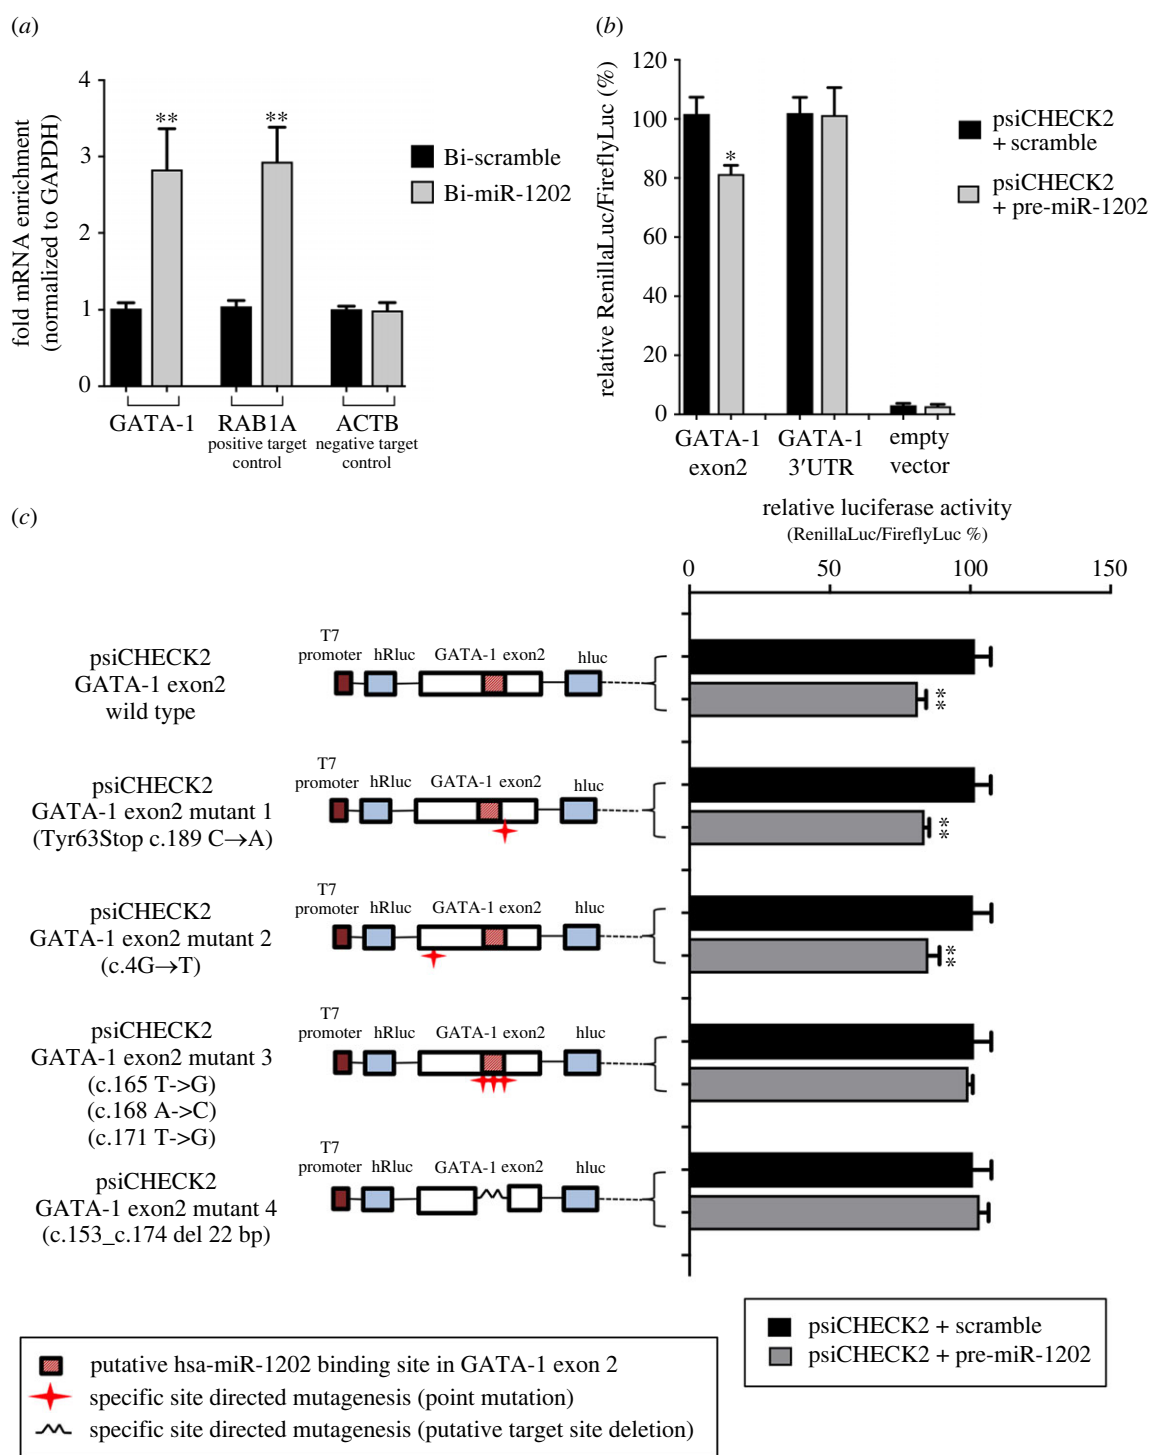 (a)
fold mRNA enrichment
(normalized to GAPDH)
4
3
2
1
0
**
**
GATA-1
RAB1A
positive target
control
ACTB
negative target
control
Bi-scramble
Bi-miR-1202
(b)
relative RenillaLuc/FireflyLuc (%)
120
100
80
60
40
20
0
*
GATA-1
exon2
GATA-1
3′UTR
empty
vector
psiCHECK2
+ scramble
psiCHECK2
+ pre-miR-1202
(c)
relative luciferase activity
(RenillaLuc/FireflyLuc %)
0 50 100 150
psiCHECK2
GATA-1 exon2
wild type
T7
promoter hRluc GATA-1 exon2 hluc
**
psiCHECK2
GATA-1 exon2 mutant 1
(Tyr63Stop c.189 C→A)
T7
promoter hRluc GATA-1 exon2 hluc
**
psiCHECK2
GATA-1 exon2 mutant 2
(c.4G→T)
T7
promoter hRluc GATA-1 exon2 hluc
**
psiCHECK2
GATA-1 exon2 mutant 3
(c.165 T->G)
(c.168 A->C)
(c.171 T->G)
T7
promoter hRluc GATA-1 exon2 hluc
psiCHECK2
GATA-1 exon2 mutant 4
(c.153_c.174 del 22 bp)
T7
promoter hRluc GATA-1 exon2 hluc
psiCHECK2 + scramble
psiCHECK2 + pre-miR-1202
putative hsa-miR-1202 binding site in GATA-1 exon 2
specific site directed mutagenesis (point mutation)
specific site directed mutagenesis (putative target site deletion)